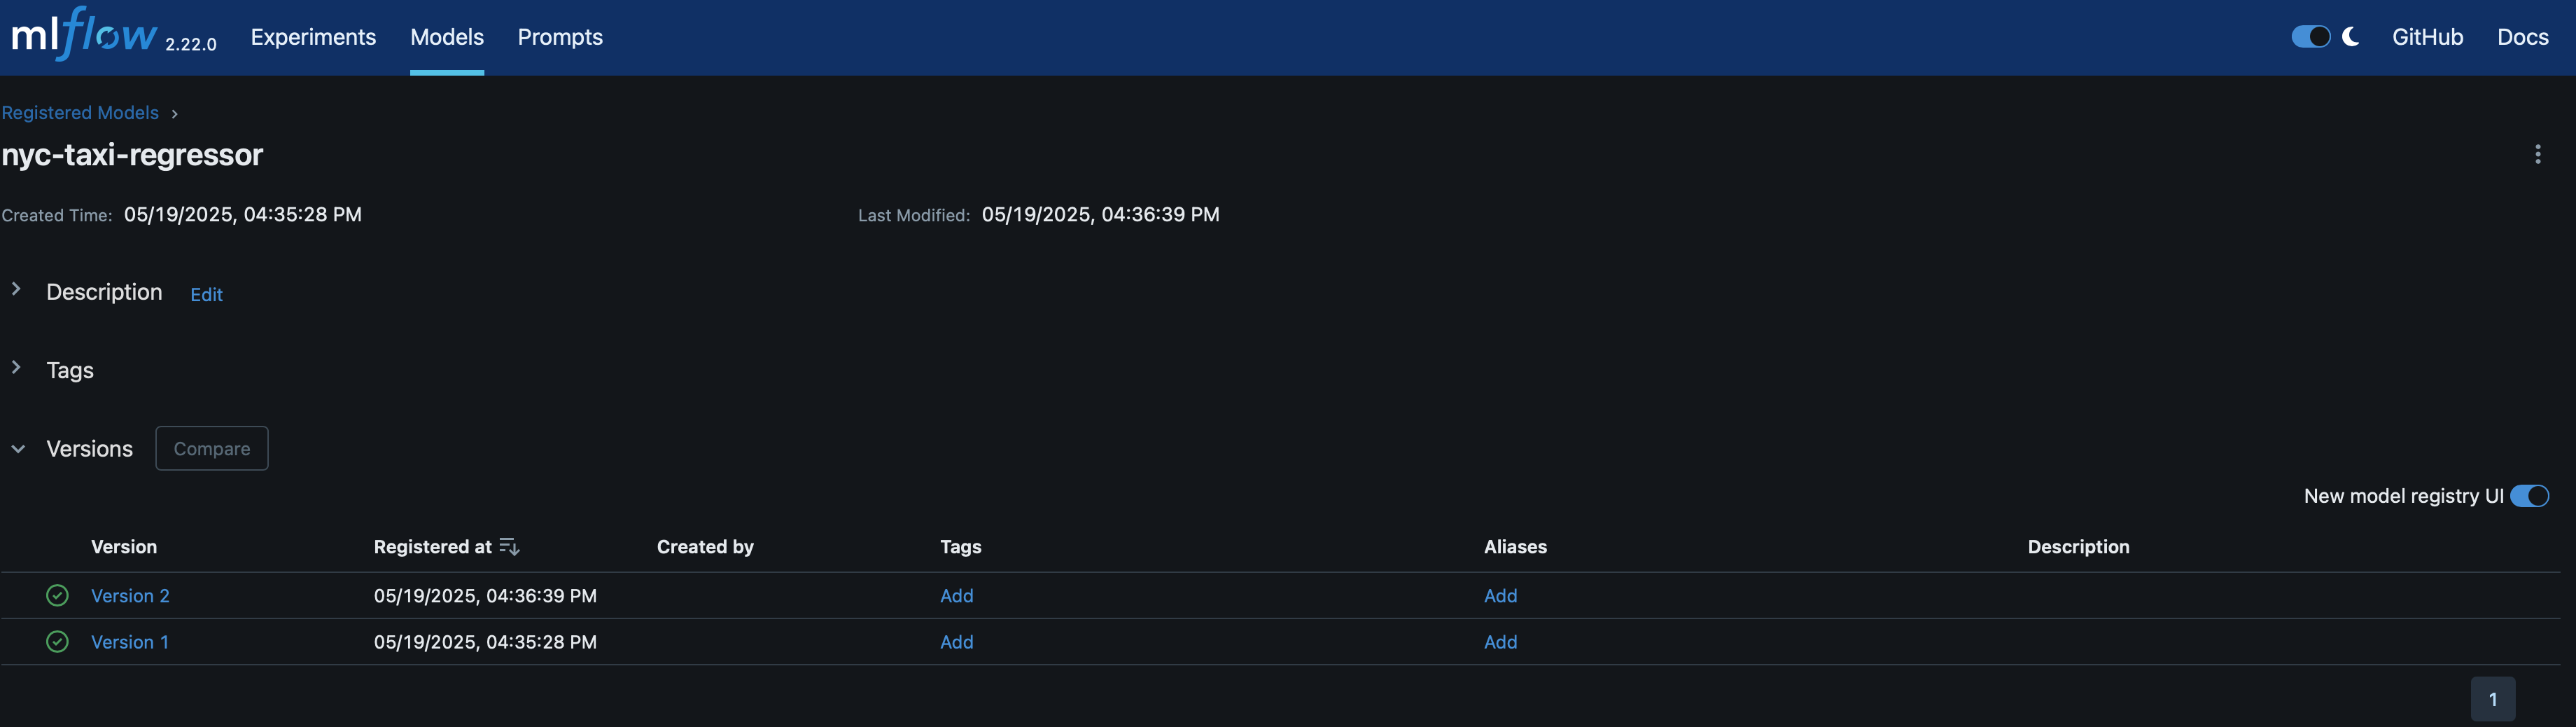 mlflow 2.22.0 Experiments Models Prompts GitHub Docs
Registered Models
nyc-taxi-regressor
Created Time: 05/19/2025, 04:35:28 PM Last Modified: 05/19/2025, 04:36:39 PM
Description Edit
Tags
Versions Compare
New model registry UI
Version Registered at Created by Tags Aliases Description
Version 2 05/19/2025, 04:36:39 PM Add Add
Version 1 05/19/2025, 04:35:28 PM Add Add
1